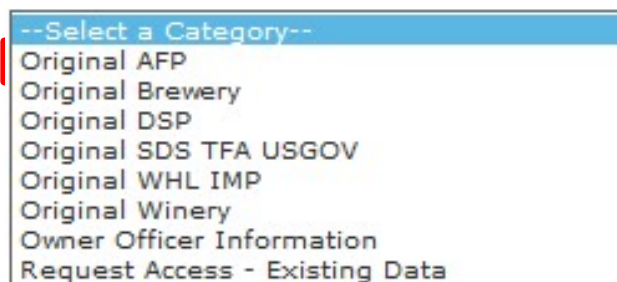 --Select a Category--
Original AFP
Original Brewery
Original DSP
Original SDS TFA USGOV
Original WHL IMP
Original Winery
Owner Officer Information
Request Access - Existing Data